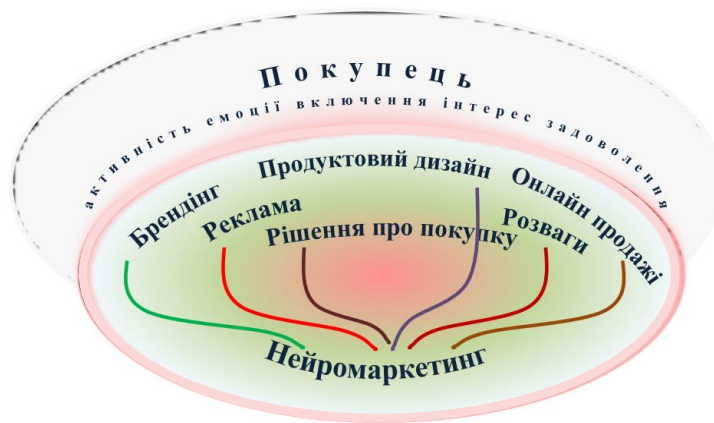 Покупець
активність емоції включення інтерес задоволення
Продуктовий дизайн
Брендінг
Реклама
Рішення про покупку
Розваги
Онлайн продажі
Нейромаркетинг